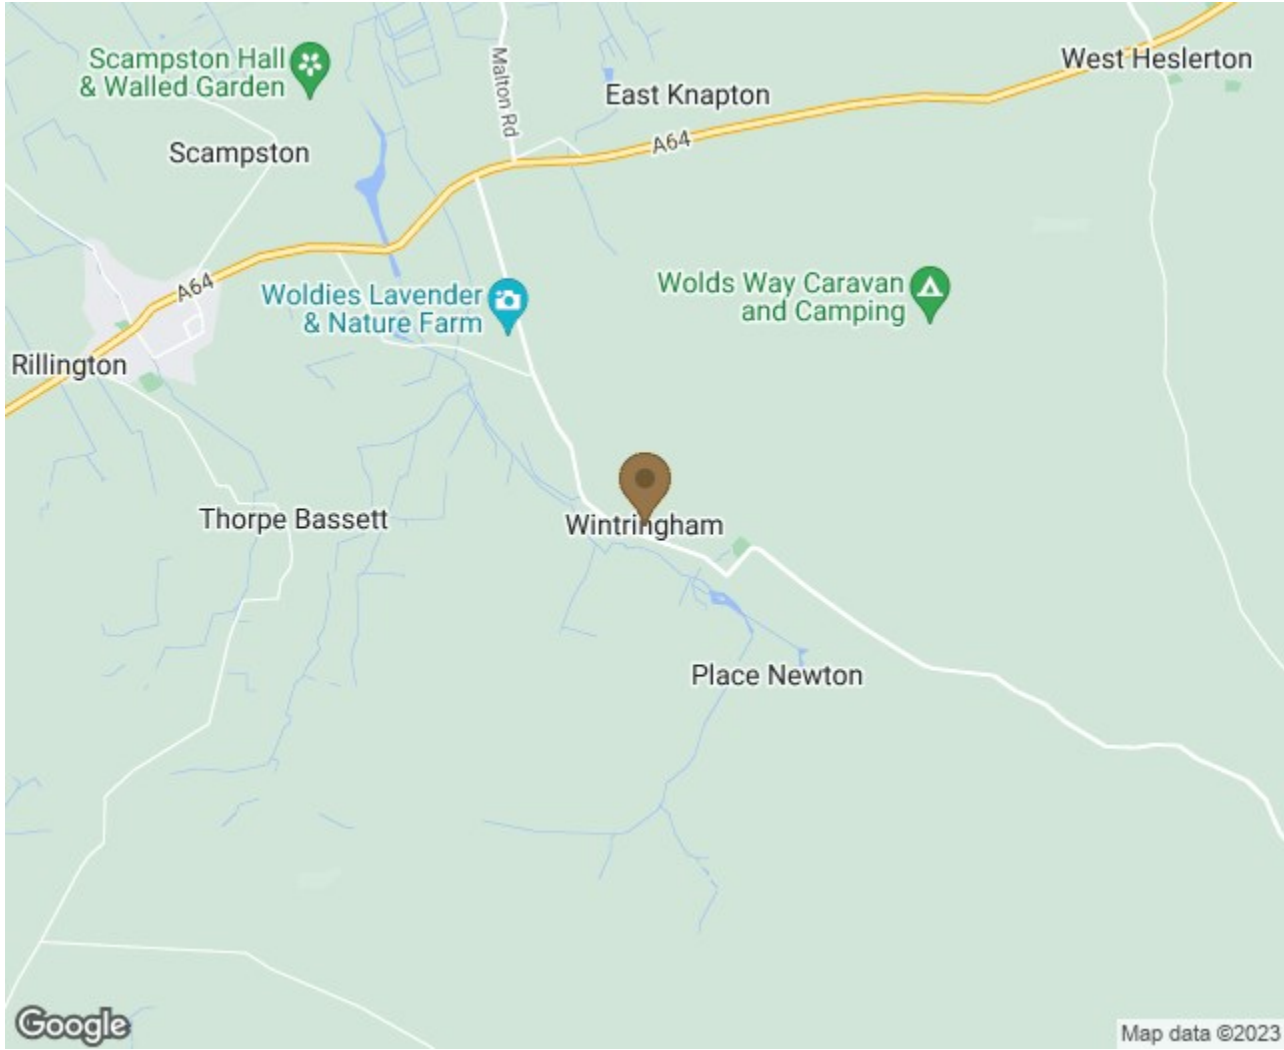 Scampston Hall
& Walled Garden
Malton Rd
East Knapton
West Heslerton
A64
Scampston
A64
Woldies Lavender
& Nature Farm
Wolds Way Caravan
and Camping
Rillington
Thorpe Bassett
Wintringham
Place Newton
Google
Map data ©2023